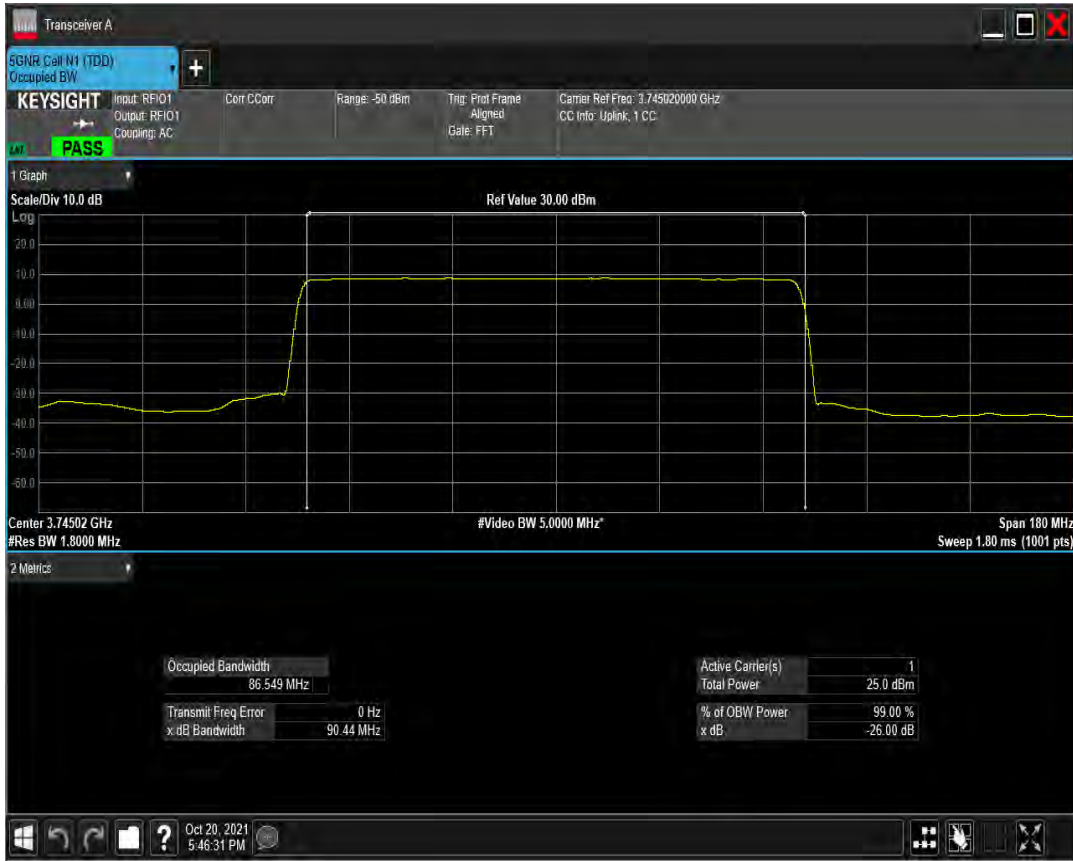 Transceiver A
5GNR Cell N1 (TDD)
Occupied BW
+
KEYSIGHT
Input: RFIO1
Output: RFIO1
Coupling: AC
Corr CCorr
Range: -50 dBm
Trig: Prot Frame
Aligned
Gate: FFT
Carrier Ref Freq: 3.745020000 GHz
CC Info: Uplink, 1 CC
PASS
1 Graph
Scale/Div 10.0 dB
Ref Value 30.00 dBm
Log
20.0
10.0
0.00
-10.0
-20.0
-30.0
-40.0
-50.0
-60.0
Center 3.74502 GHz
#Video BW 5.0000 MHz*
Span 180 MHz
#Res BW 1.8000 MHz
Sweep 1.80 ms (1001 pts)
2 Metrics
Occupied Bandwidth
86.549 MHz
Transmit Freq Error 0 Hz
x dB Bandwidth 90.44 MHz
Active Carrier(s) 1
Total Power 25.0 dBm
% of OBW Power 99.00 %
x dB -26.00 dB
?
Oct 20, 2021
5:46:31 PM